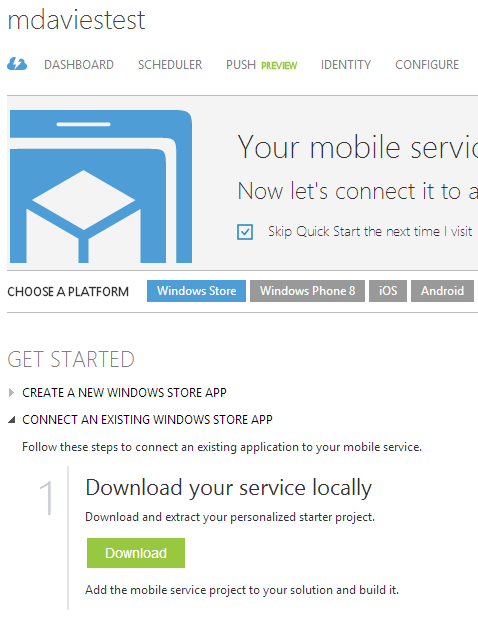 mdaviestest
DASHBOARD SCHEDULER PUSH PREVIEW IDENTITY CONFIGURE
Your mobile servic
Now let's connect it to a
Skip Quick Start the next time I visit
CHOOSE A PLATFORM Windows Store Windows Phone 8 iOS Android
GET STARTED
CREATE A NEW WINDOWS STORE APP
CONNECT AN EXISTING WINDOWS STORE APP
Follow these steps to connect an existing application to your mobile service.
1 Download your service locally
Download and extract your personalized starter project.
Download
Add the mobile service project to your solution and build it.